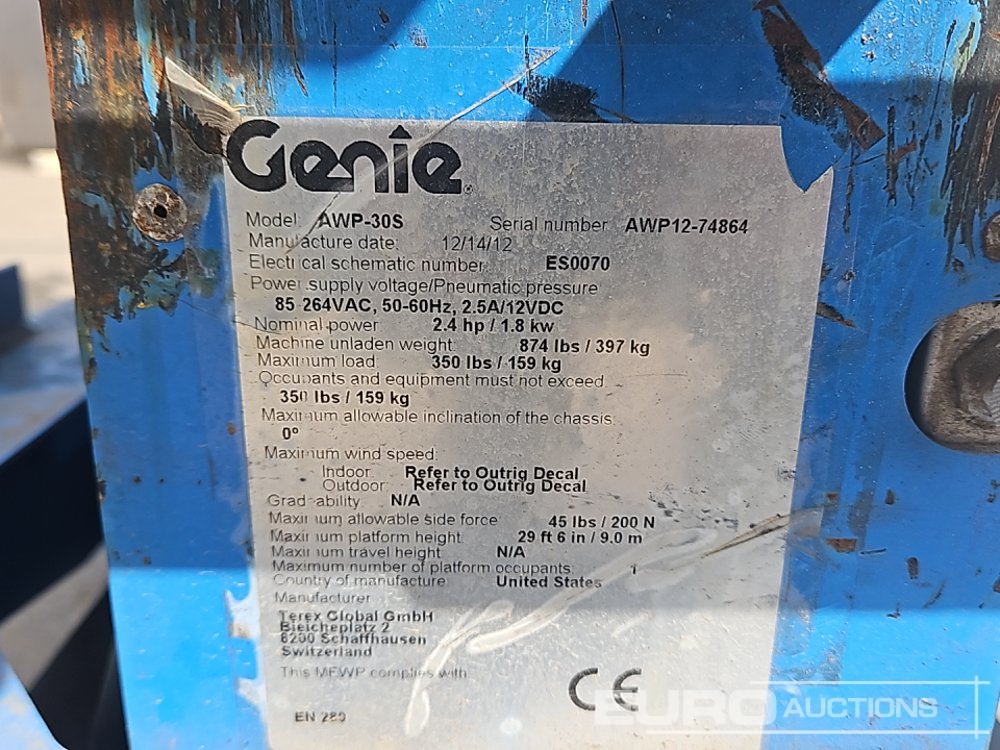 Genie
Model: AWP-30S Serial number AWP12-74864
Manufacture date: 12/14/12
Electrical schematic number: ES0070
Power supply voltage/Pneumatic pressure
85-264VAC, 50-60Hz, 2.5A/12VDC
Nominal power: 2.4 hp / 1.8 kw
Machine unladen weight: 874 lbs / 397 kg
Maximum load: 350 lbs / 159 kg
Occupants and equipment must not exceed
350 lbs / 159 kg
Maximum allowable inclination of the chassis:
0°
Maximum wind speed:
Indoor: Refer to Outrig Decal
Outdoor: Refer to Outrig Decal
Gradeability: N/A
Maximum allowable side force: 45 lbs / 200 N
Maximum platform height: 29 ft 6 in / 9.0 m
Maximum travel height: N/A
Maximum number of platform occupants: 1
Country of manufacture: United States
Manufacturer
Terex Global GmbH
Bleicheplatz 2
8200 Schaffhausen
Switzerland
This MEWP complies with
CE
EN 280
EURO AUCTIONS